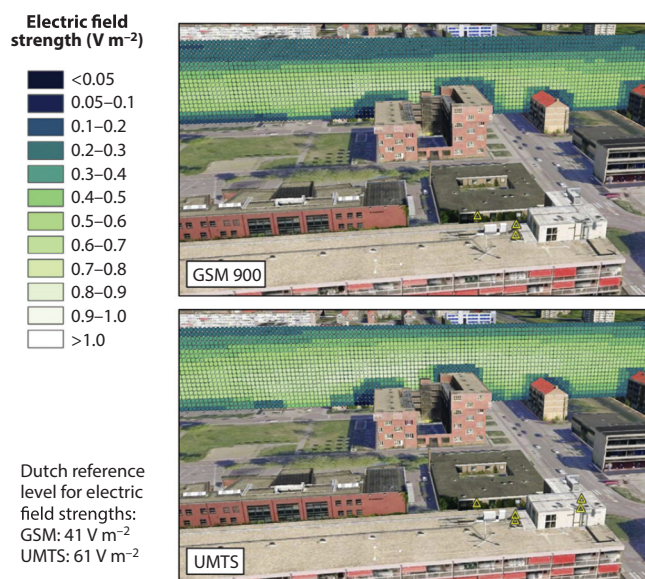 Electric field
strength (V m⁻²)
<0.05
0.05–0.1
0.1–0.2
0.2–0.3
0.3–0.4
0.4–0.5
0.5–0.6
0.6–0.7
0.7–0.8
0.8–0.9
0.9–1.0
>1.0
Dutch reference
level for electric
field strengths:
GSM: 41 V m⁻²
UMTS: 61 V m⁻²
GSM 900
UMTS